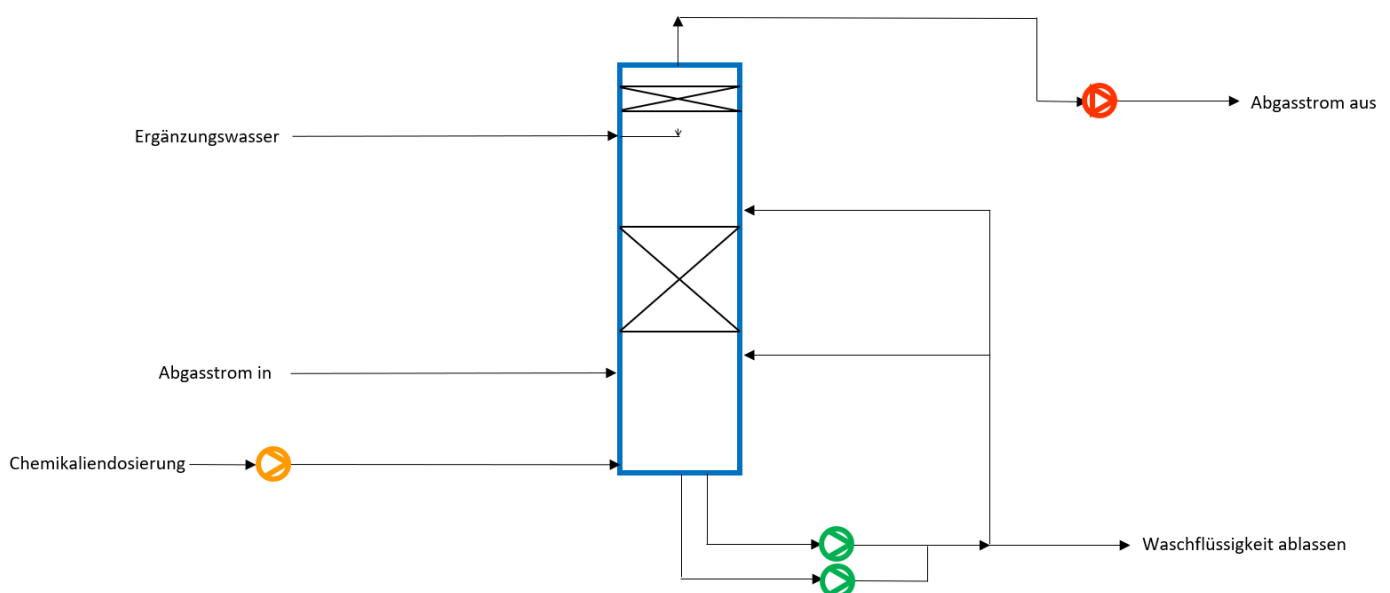 Abgasstrom aus
Ergänzungswasser
Abgasstrom in
Chemikaliendosierung
Waschflüssigkeit ablassen